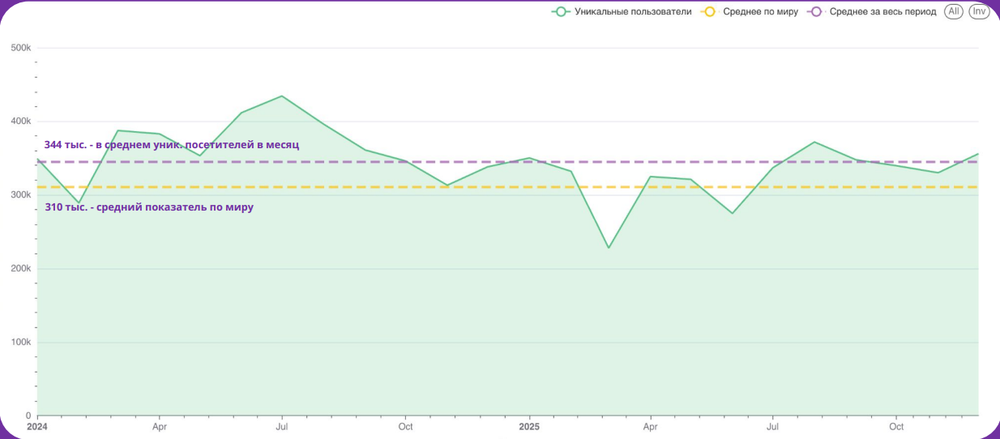 Уникальные пользователи Среднее по миру Среднее за весь период All Inv
500k
400k
344 тыс. - в среднем уник. посетителей в месяц
300k
310 тыс. - средний показатель по миру
200k
100k
0
2024 Apr Jul Oct 2025 Apr Jul Oct